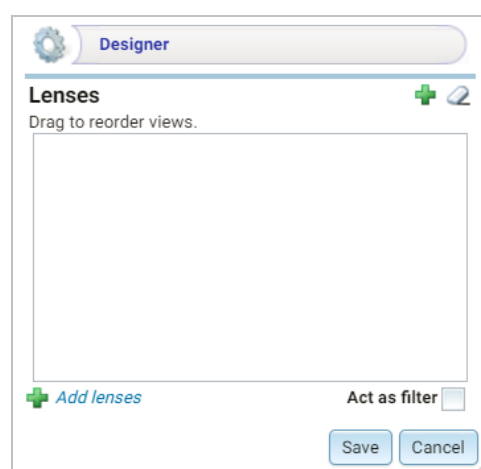 Designer
Lenses
Drag to reorder views.
Add lenses Act as filter
Save Cancel